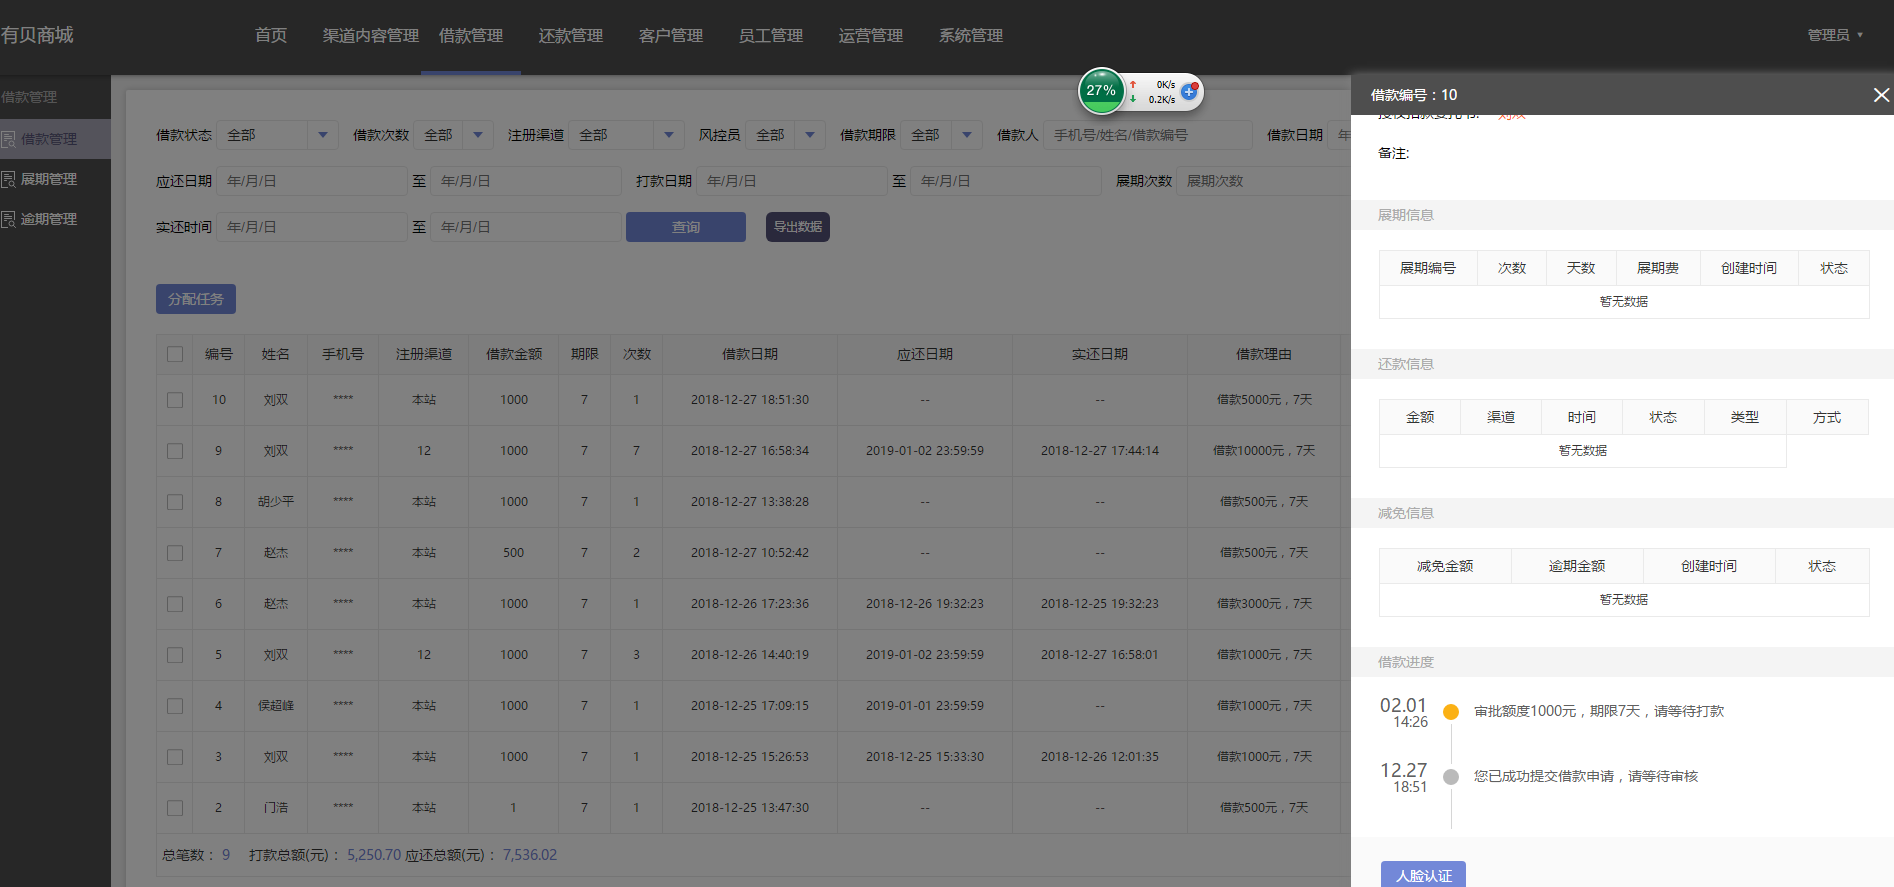 有贝商城 首页 渠道内容管理 借款管理 还款管理 客户管理 员工管理 运营管理 系统管理 管理员
27% 0K/s
0.2K/s
借款管理
借款管理
展期管理
逾期管理
借款状态 全部 借款次数 全部 注册渠道 全部 风控员 全部 借款期限 全部 借款人 手机号/姓名/借款编号 借款日期 年
应还日期 年/月/日 至 年/月/日 打款日期 年/月/日 至 年/月/日 展期次数 展期次数
实还时间 年/月/日 至 年/月/日 查询 导出数据
分配任务
编号 姓名 手机号 注册渠道 借款金额 期限 次数 借款日期 应还日期 实还日期 借款理由
10 刘双 **** 本站 1000 7 1 2018-12-27 18:51:30 -- -- 借款5000元，7天
9 刘双 **** 12 1000 7 7 2018-12-27 16:58:34 2019-01-02 23:59:59 2018-12-27 17:44:14 借款10000元，7天
8 胡少平 **** 本站 1000 7 1 2018-12-27 13:38:28 -- -- 借款500元，7天
7 赵杰 **** 本站 500 7 2 2018-12-27 10:52:42 -- -- 借款500元，7天
6 赵杰 **** 本站 1000 7 1 2018-12-26 17:23:36 2018-12-26 19:32:23 2018-12-25 19:32:23 借款3000元，7天
5 刘双 **** 12 1000 7 3 2018-12-26 14:40:19 2019-01-02 23:59:59 2018-12-27 16:58:01 借款1000元，7天
4 侯超峰 **** 本站 1000 7 1 2018-12-25 17:09:15 2019-01-01 23:59:59 -- 借款1000元，7天
3 刘双 **** 本站 1000 7 1 2018-12-25 15:26:53 2018-12-25 15:33:30 2018-12-26 12:01:35 借款1000元，7天
2 门浩 **** 本站 1 7 1 2018-12-25 13:47:30 -- -- 借款500元，7天
总笔数： 9 打款总额(元)： 5,250.70 应还总额(元)： 7,536.02
借款编号：10
备注:
展期信息
展期编号 次数 天数 展期费 创建时间 状态
暂无数据
还款信息
金额 渠道 时间 状态 类型 方式
暂无数据
减免信息
减免金额 逾期金额 创建时间 状态
暂无数据
借款进度
02.01
14:26 审批额度1000元，期限7天，请等待打款
12.27
18:51 您已成功提交借款申请，请等待审核
人脸认证